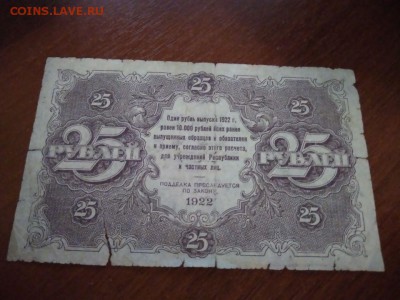 COINS.LAVE.RU
25 25
Один рубль выпуска 1922 г.
равен 10.000 рублей всех ранее
выпущенных образцов и обязателен
к приему, согласно этого расчета,
для учреждений Республики
и частных лиц.
25 РУБЛЕЙ 25 РУБЛЕЙ
ПОДДЕЛКА ПРЕСЛЕДУЕТСЯ
ПО ЗАКОНУ.
1922
25 25